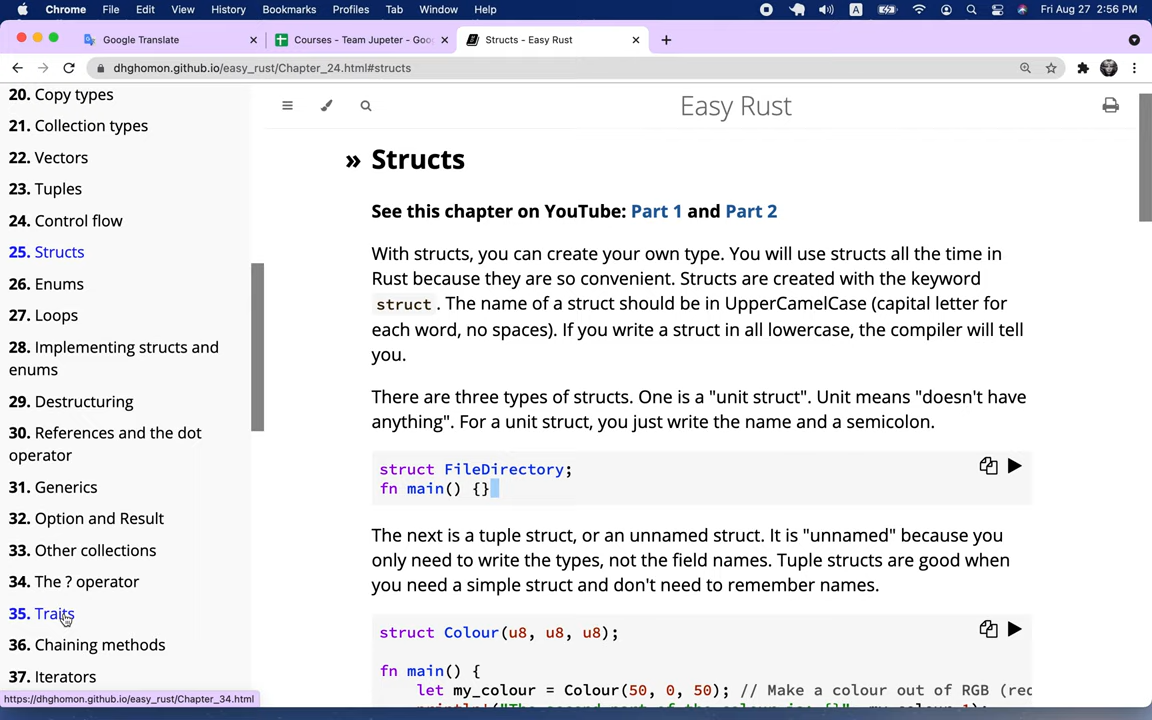 Chrome File Edit View History Bookmarks Profiles Tab Window Help
A
Fri Aug 27 2:56 PM
Google Translate
Courses - Team Jupeter - Goo
Structs - Easy Rust
dhghomon.github.io/easy_rust/Chapter_24.html#structs
20. Copy types
21. Collection types
22. Vectors
23. Tuples
24. Control flow
25. Structs
26. Enums
27. Loops
28. Implementing structs and
enums
29. Destructuring
30. References and the dot
operator
31. Generics
32. Option and Result
33. Other collections
34. The ? operator
35. Traits
36. Chaining methods
37. Iterators
https://dhghomon.github.io/easy_rust/Chapter_34.html
Easy Rust
» Structs
See this chapter on YouTube: Part 1 and Part 2
With structs, you can create your own type. You will use structs all the time in
Rust because they are so convenient. Structs are created with the keyword
struct. The name of a struct should be in UpperCamelCase (capital letter for
each word, no spaces). If you write a struct in all lowercase, the compiler will tell
you.
There are three types of structs. One is a "unit struct". Unit means "doesn't have
anything". For a unit struct, you just write the name and a semicolon.
struct FileDirectory;
fn main() {}
The next is a tuple struct, or an unnamed struct. It is "unnamed" because you
only need to write the types, not the field names. Tuple structs are good when
you need a simple struct and don't need to remember names.
struct Colour(u8, u8, u8);
fn main() {
let my_colour = Colour(50, 0, 50); // Make a colour out of RGB (rec